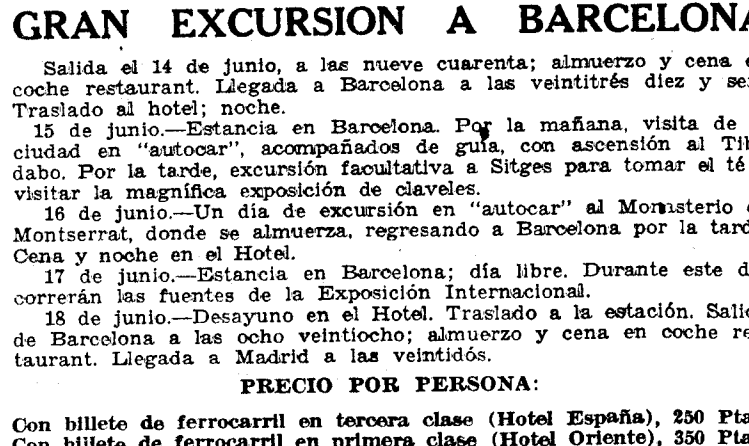 GRAN EXCURSION A BARCELONA
Salida el 14 de junio, a las nueve cuarenta; almuerzo y cena
coche restaurant. Llegada a Barcelona a las veintitrés diez y
Traslado al hotel; noche.
15 de junio.—Estancia en Barcelona. Por la mañana, visita de
ciudad en "autocar", acompañados de guía, con ascensión al Tibi
dabo. Por la tarde, excursión facultativa a Sitges para tomar el té
visitar la magnífica exposición de claveles.
16 de junio.—Un día de excursión en "autocar" al Monasterio
Montserrat, donde se almuerza, regresando a Barcelona por la tard
Cena y noche en el Hotel.
17 de junio.—Estancia en Barcelona; día libre. Durante este d
correrán las fuentes de la Exposición Internacional.
18 de junio.—Desayuno en el Hotel. Traslado a la estación. Salid
de Barcelona a las ocho veintiocho; almuerzo y cena en coche re
taurant. Llegada a Madrid a las veintidós.
PRECIO POR PERSONA:
Con billete de ferrocarril en tercera clase (Hotel España), 250 Pta
Con billete de ferrocarril en primera clase (Hotel Oriente), 350 Pta